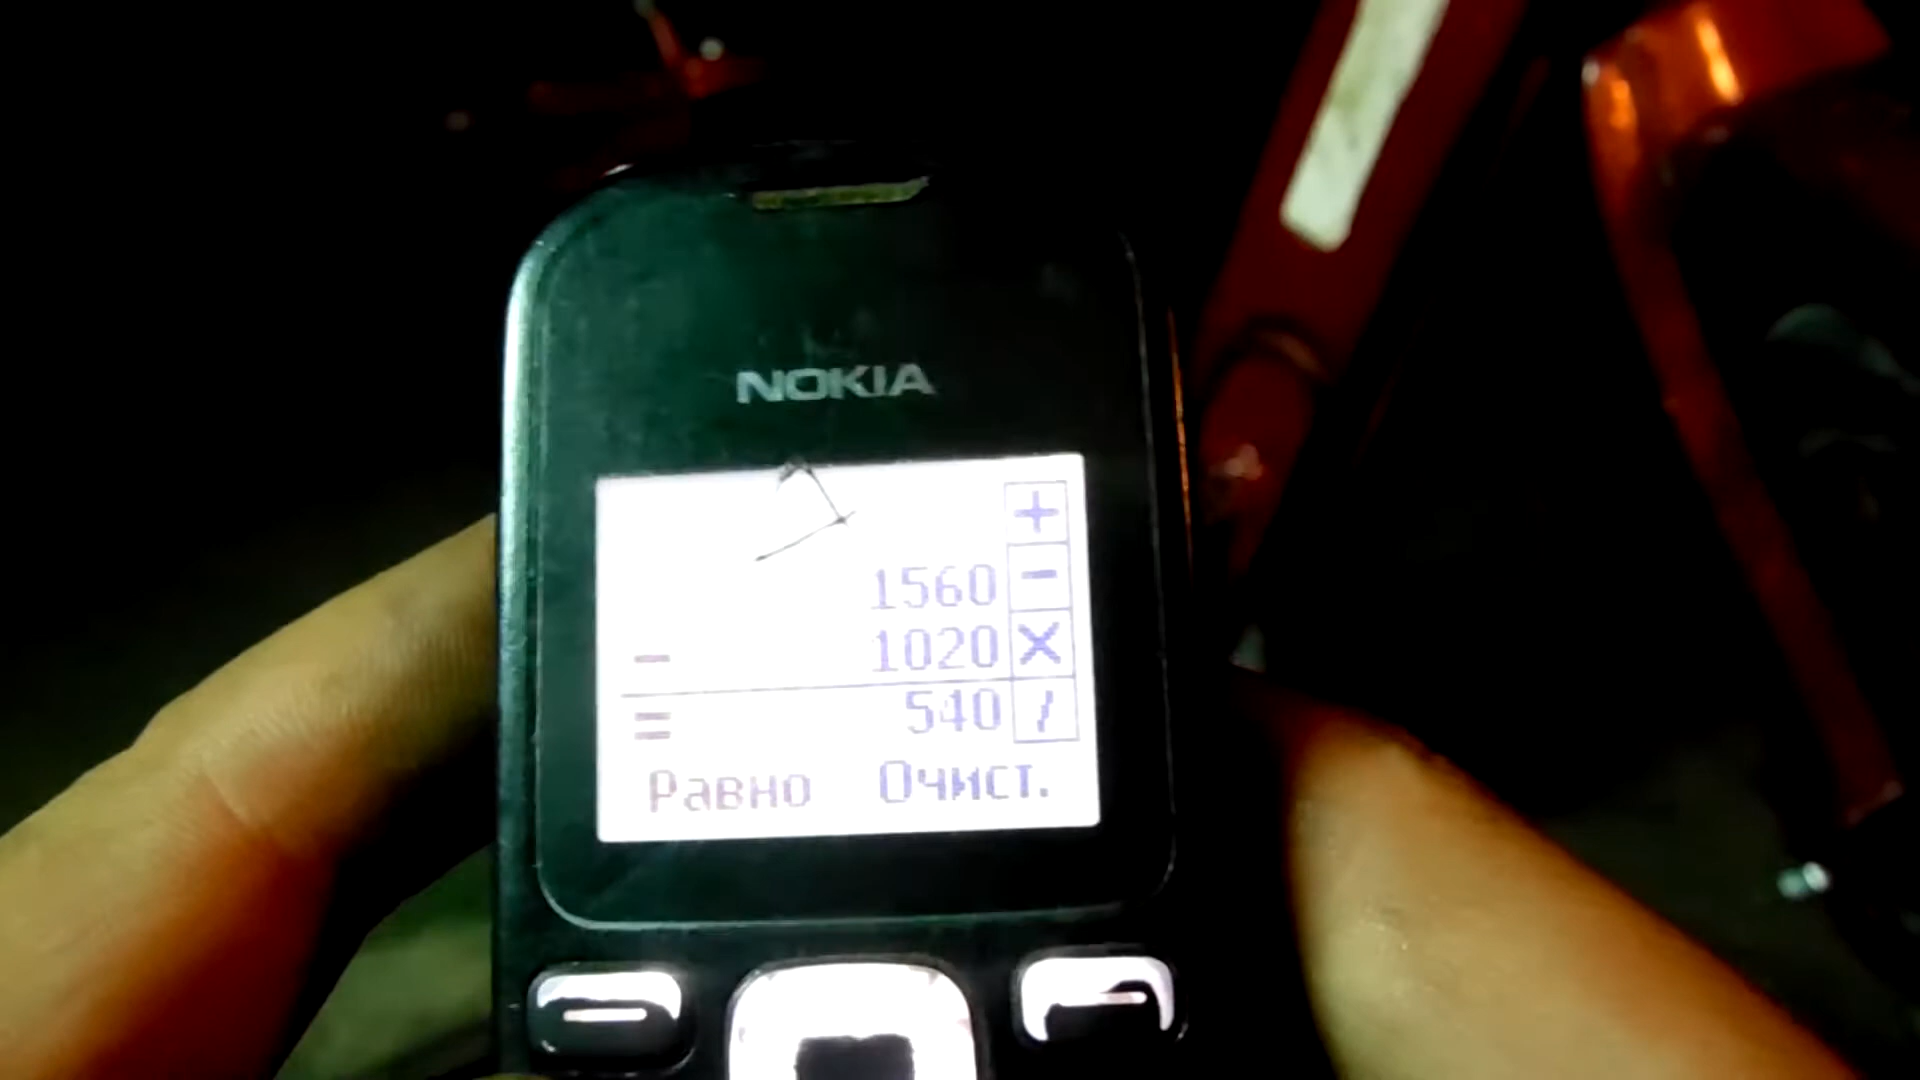 NOKIA
+
1560 -
- 1020 ×
= 540 /
Равно Очист.